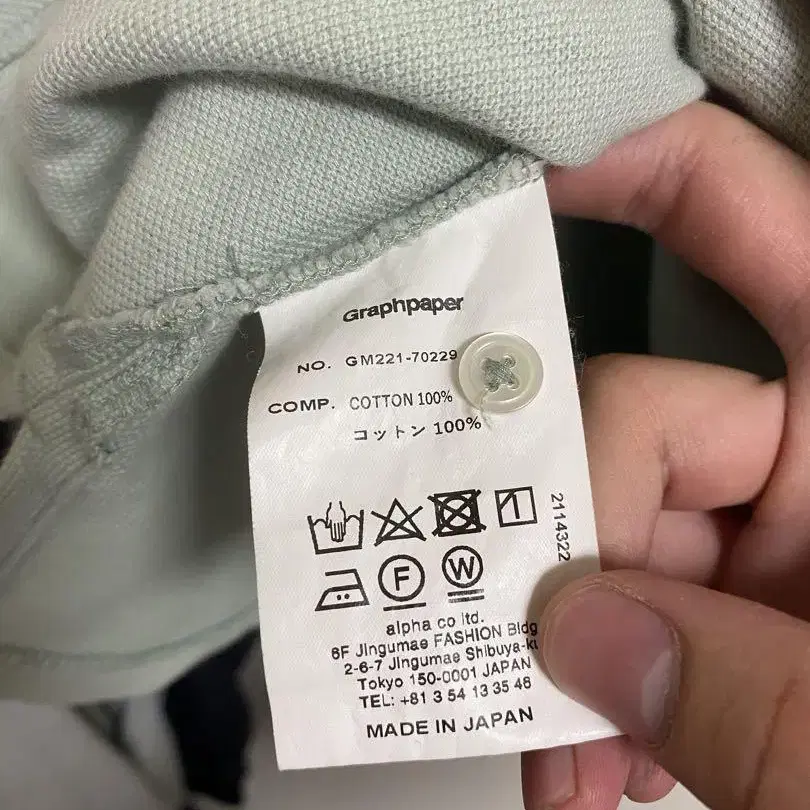 Graphpaper
NO. GM221-70229
COMP. COTTON 100%
コットン 100%
F
W
2114322
alpha co ltd.
6F Jingumae FASHION Bldg
2-6-7 Jingumae Shibuya-ku
Tokyo 150-0001 JAPAN
TEL: +81 3 54 13 35 48
MADE IN JAPAN